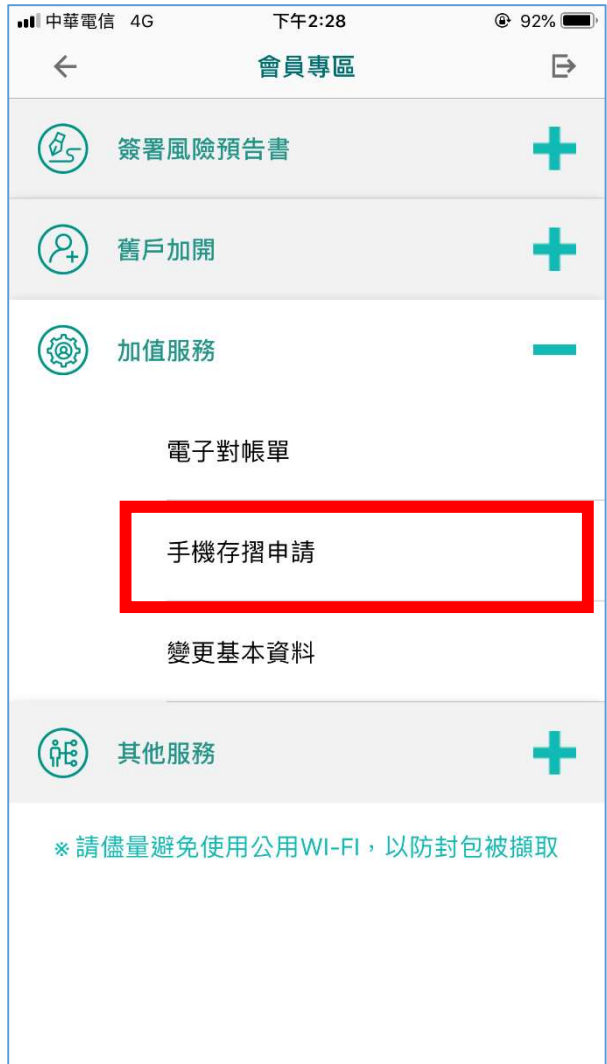 中華電信 4G 下午2:28 92%
會員專區
簽署風險預告書
舊戶加開
加值服務
電子對帳單
手機存摺申請
變更基本資料
其他服務
※請儘量避免使用公用WI-FI，以防封包被擷取